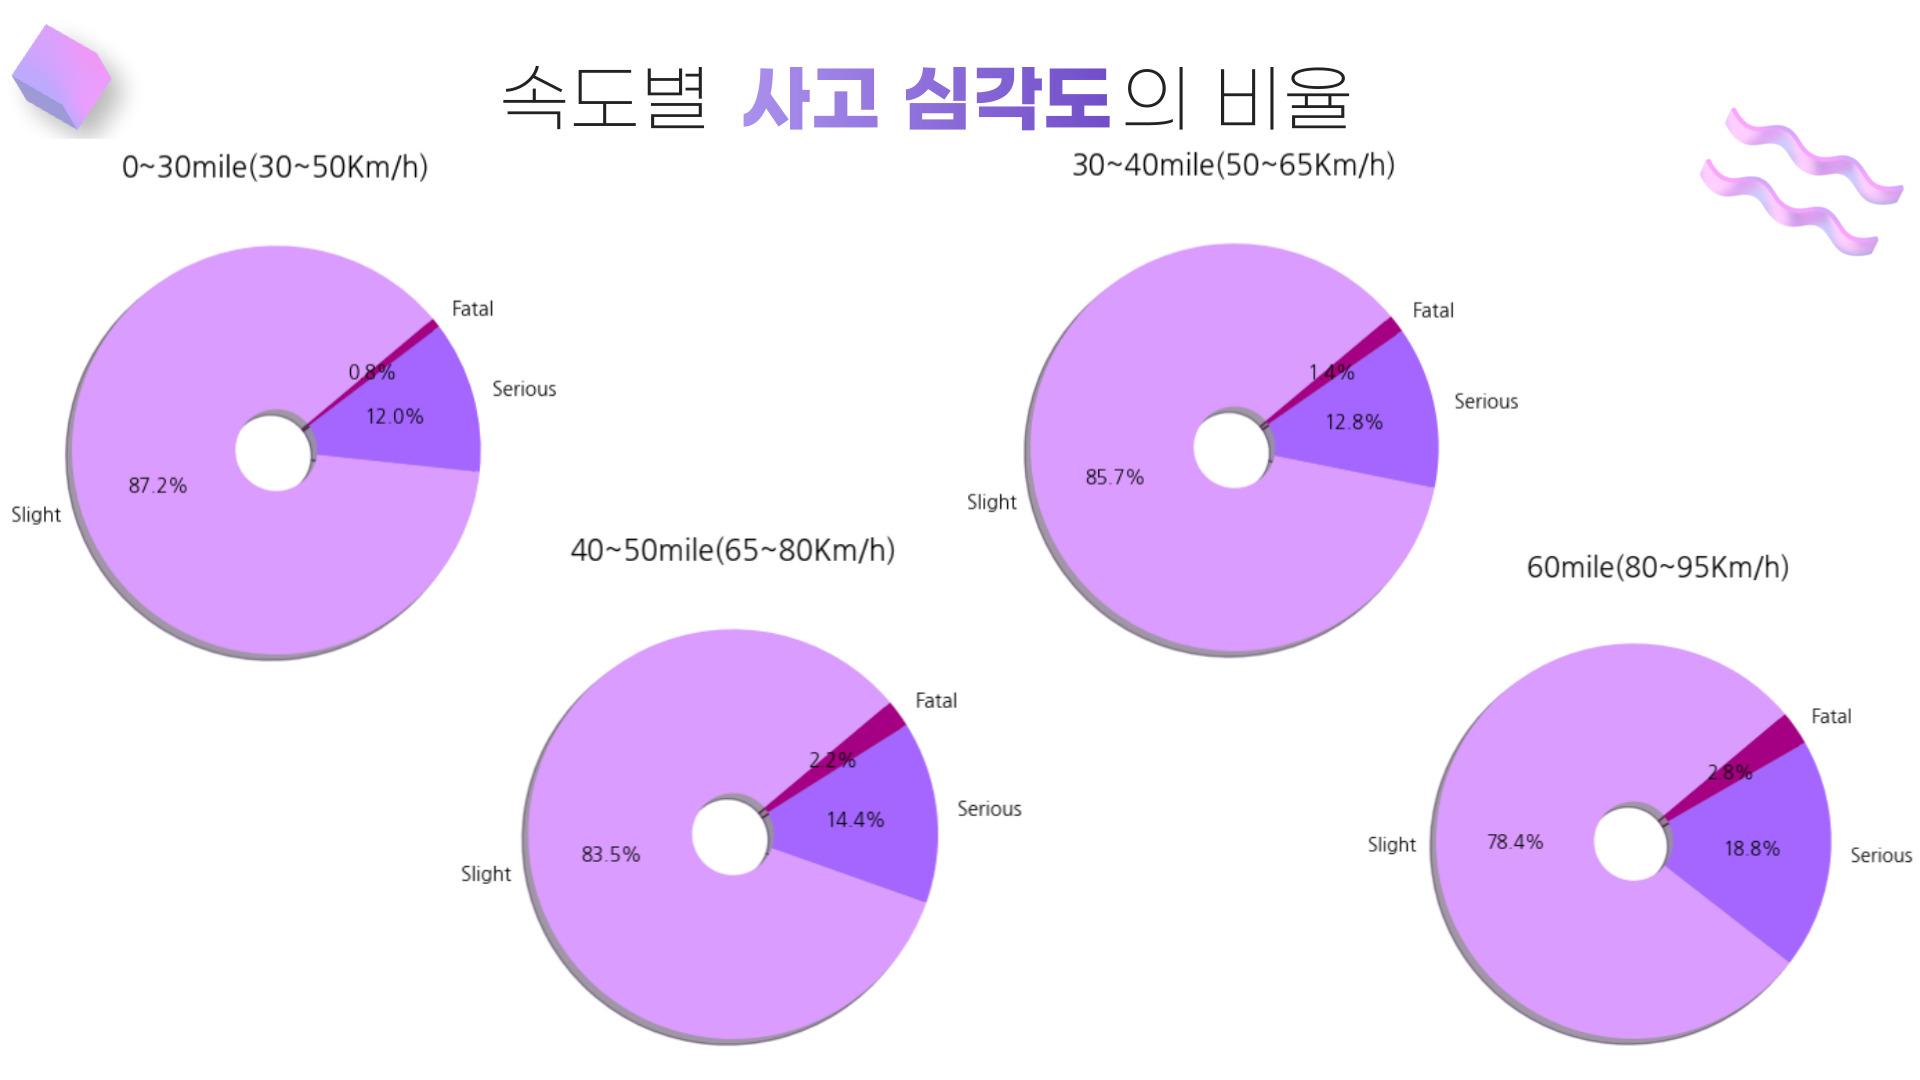 속도별 사고 심각도의 비율
0~30mile(30~50Km/h)
Fatal
0.8%
Serious
12.0%
87.2%
Slight
30~40mile(50~65Km/h)
Fatal
1.4%
Serious
12.8%
85.7%
Slight
40~50mile(65~80Km/h)
Fatal
2.2%
Serious
14.4%
83.5%
Slight
60mile(80~95Km/h)
Fatal
2.8%
Serious
18.8%
78.4%
Slight